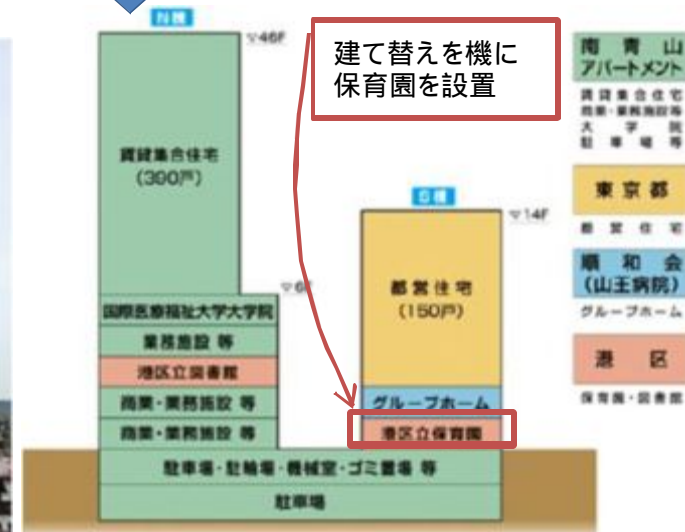 N棟
▽46F
建て替えを機に
保育園を設置
賃貸集合住宅
(390戸)
S棟
▽14F
▽6F
都営住宅
(150戸)
国際医療福祉大学大学院
業務施設 等
港区立図書館
商業・業務施設 等
グループホーム
商業・業務施設 等
港区立保育園
駐車場・駐輪場・機械室・ゴミ置場 等
駐車場
南青山
アパートメント
賃貸集合住宅
商業・業務施設等
大学院
駐車場等
東京都
都営住宅
順和会
(山王病院)
グループホーム
港区
保育園・図書館